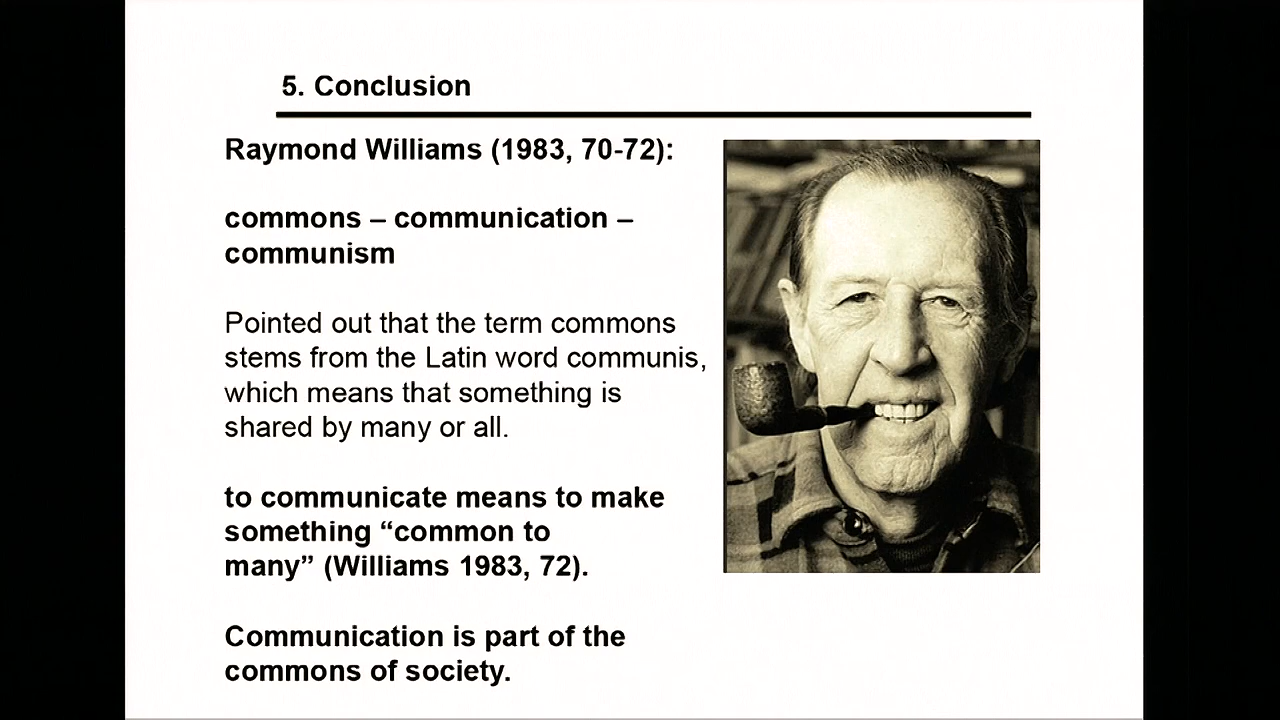 5. Conclusion
Raymond Williams (1983, 70-72):
commons – communication –
communism
Pointed out that the term commons
stems from the Latin word communis,
which means that something is
shared by many or all.
to communicate means to make
something “common to
many” (Williams 1983, 72).
Communication is part of the
commons of society.